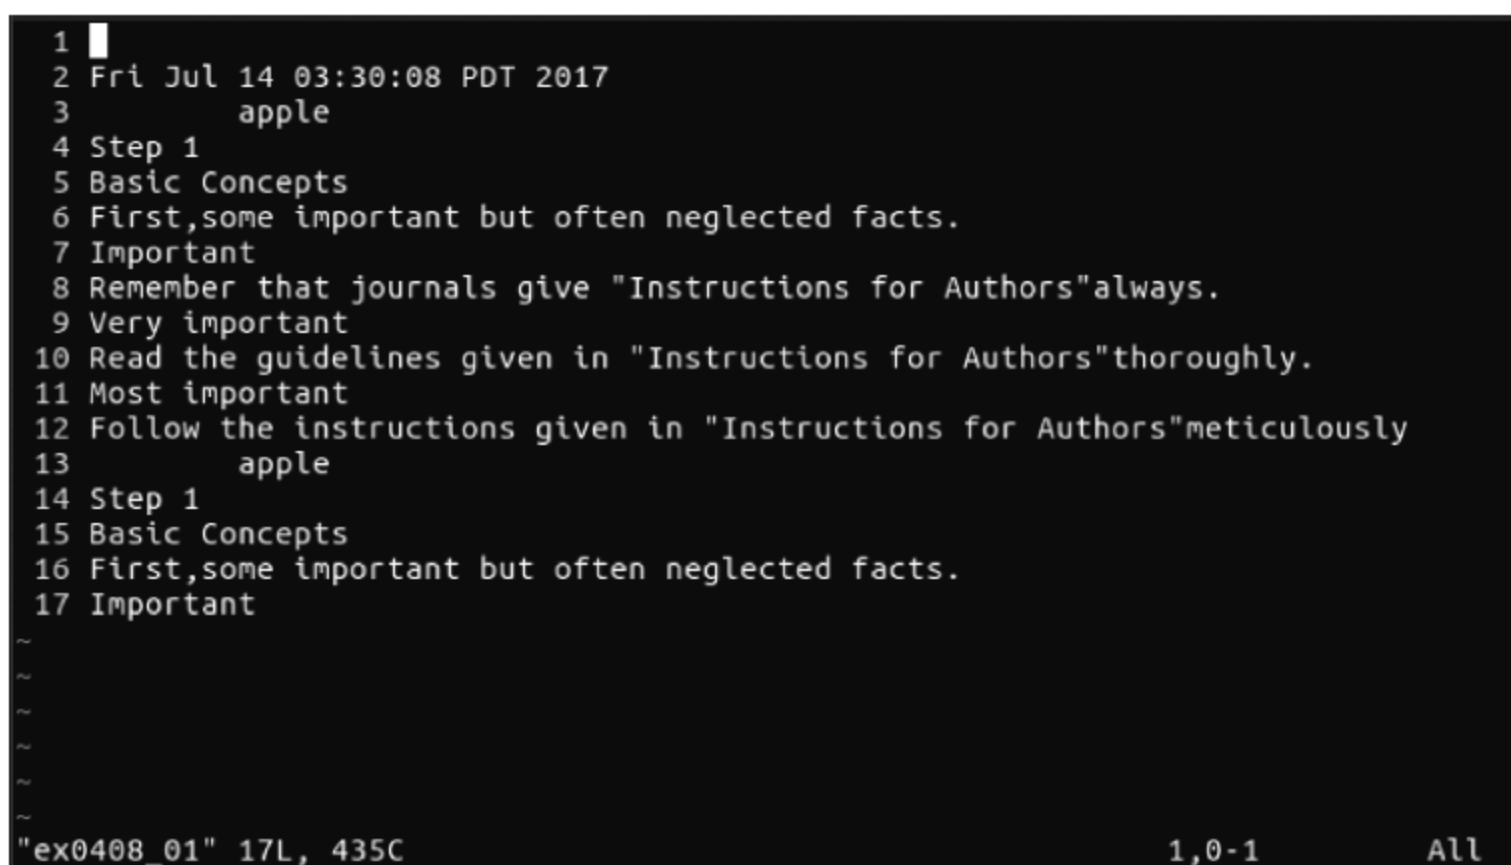 1
2 Fri Jul 14 03:30:08 PDT 2017
3         apple
4 Step 1
5 Basic Concepts
6 First,some important but often neglected facts.
7 Important
8 Remember that journals give "Instructions for Authors"always.
9 Very important
10 Read the guidelines given in "Instructions for Authors"thoroughly.
11 Most important
12 Follow the instructions given in "Instructions for Authors"meticulously
13         apple
14 Step 1
15 Basic Concepts
16 First,some important but often neglected facts.
17 Important
~
~
~
~
~
~
"ex0408_01" 17L, 435C 1,0-1 All